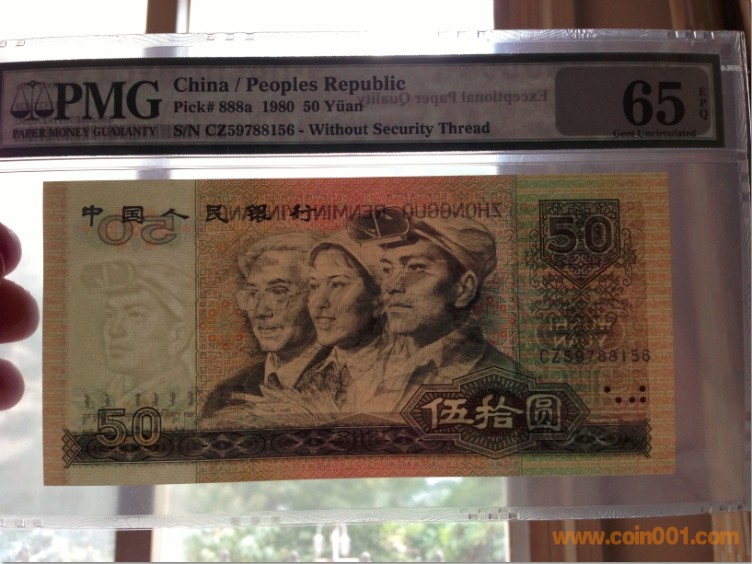 PMG
PAPER MONEY GUARANTY
China / Peoples Republic
Pick# 888a 1980 50 Yüan
S/N CZ59788156 - Without Security Thread
Exceptional Paper Quality
65 EPQ
Gem Uncirculated
中国人民银行
ZHONGGUO RENMIN YINHANG
50
50
YUAN
CZ59788156
50
伍拾圆
www.coin001.com